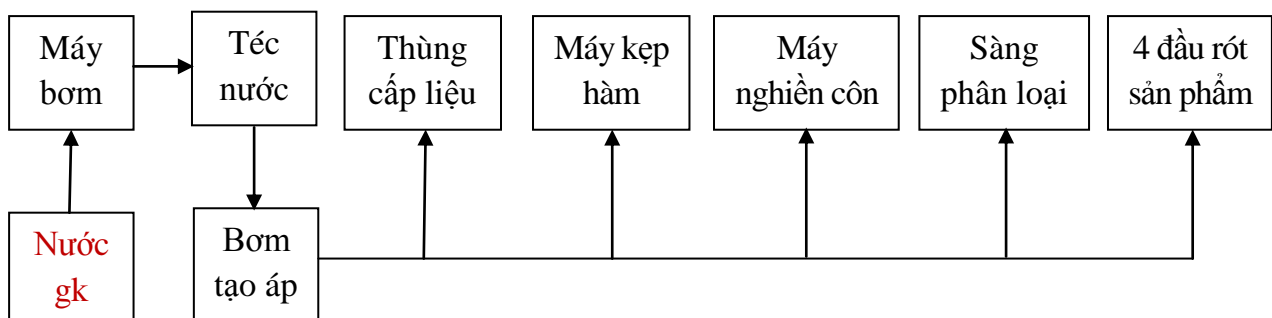 Máy
bơm
Téc
nước
Thùng
cấp liệu
Máy kẹp
hàm
Máy
nghiền côn
Sàng
phân loại
4 đầu rót
sản phẩm
Nước
gk
Bơm
tạo áp